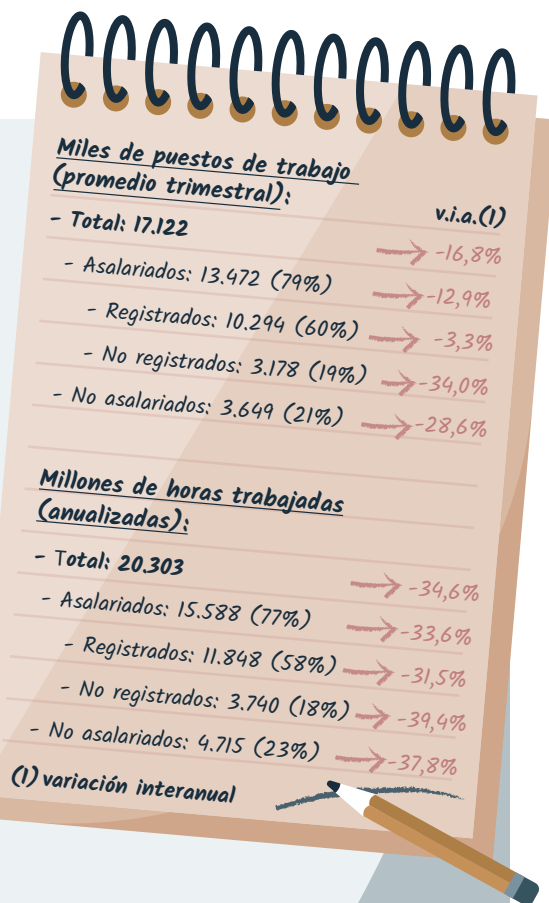 Miles de puestos de trabajo
(promedio trimestral):
v.i.a.(1)
- Total: 17.122 -16,8%
- Asalariados: 13.472 (79%) -12,9%
- Registrados: 10.294 (60%) -3,3%
- No registrados: 3.178 (19%) -34,0%
- No asalariados: 3.649 (21%) -28,6%
Millones de horas trabajadas
(anualizadas):
- Total: 20.303 -34,6%
- Asalariados: 15.588 (77%) -33,6%
- Registrados: 11.848 (58%) -31,5%
- No registrados: 3.740 (18%) -39,4%
- No asalariados: 4.715 (23%) -37,8%
(1) variación interanual